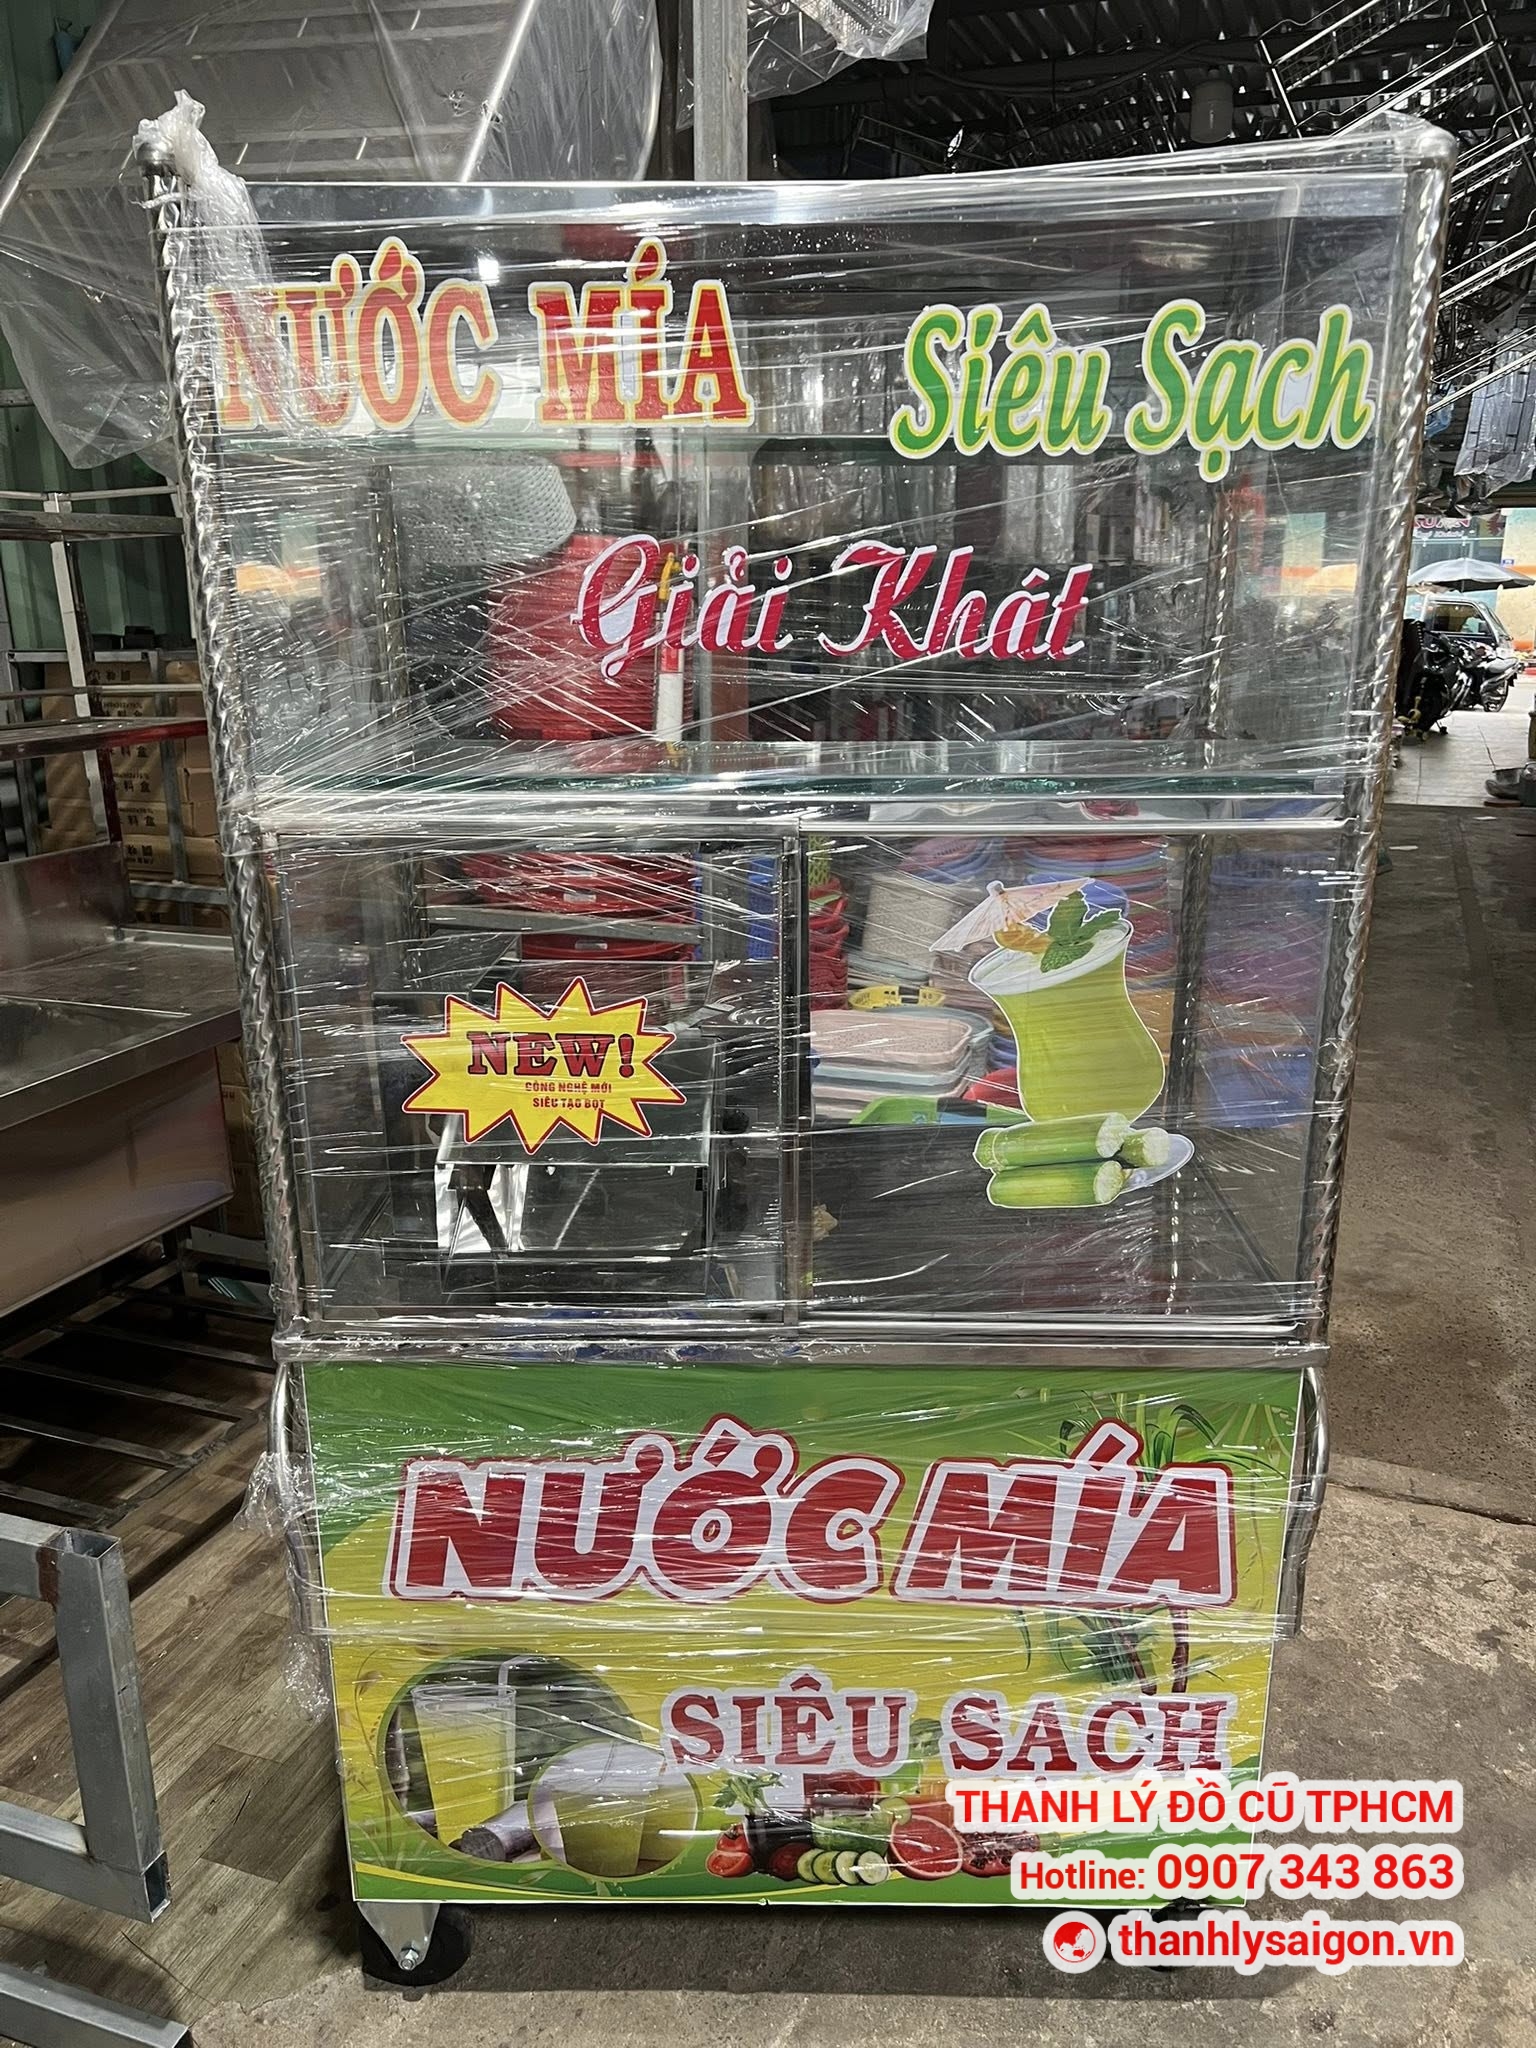 NƯỚC MÍA
Siêu Sạch
Giải Khát
NEW!
CÔNG NGHỆ MỚI
SIÊU TẠO BỌT
NƯỚC MÍA
SIÊU SẠCH
THANH LÝ ĐỒ CŨ TPHCM
Hotline: 0907 343 863
thanhlysaigon.vn